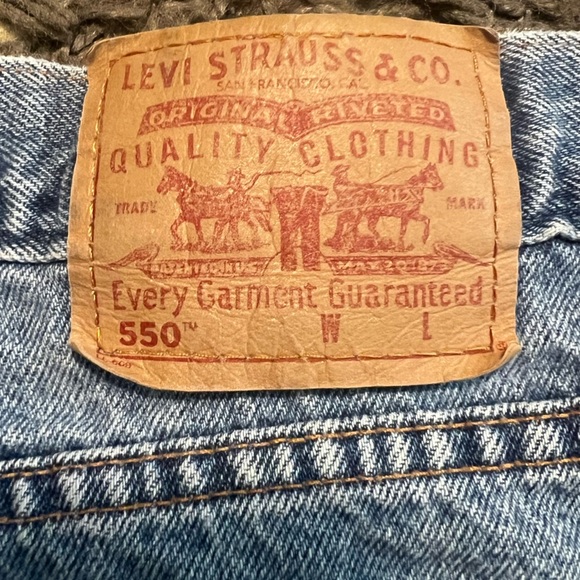 LEVI STRAUSS & CO.
SAN FRANCISCO, CAL.
ORIGINAL RIVETED
QUALITY CLOTHING
TRADE MARK
Every Garment Guaranteed
550™ W L